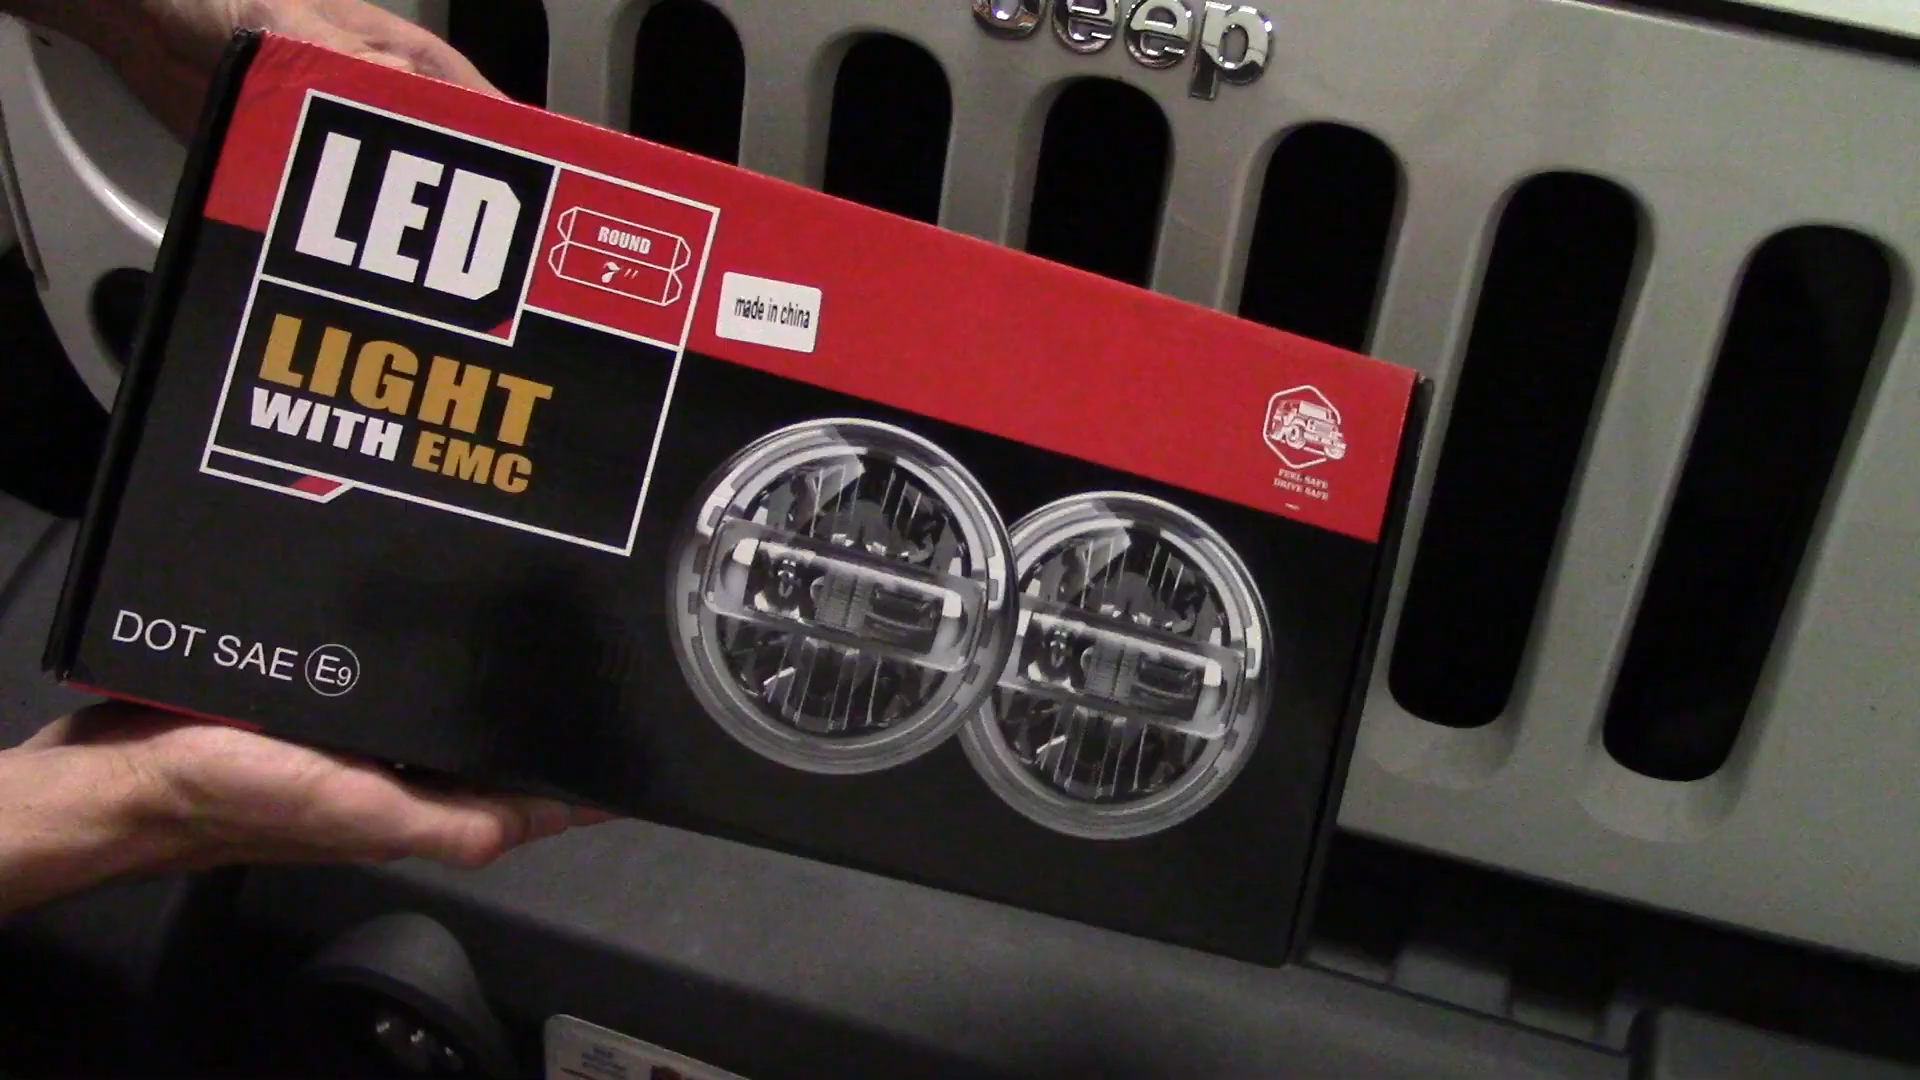 Jeep
LED
ROUND
7"
made in china
LIGHT
WITH EMC
FEEL SAFE
DRIVE SAFE
DOT SAE E9